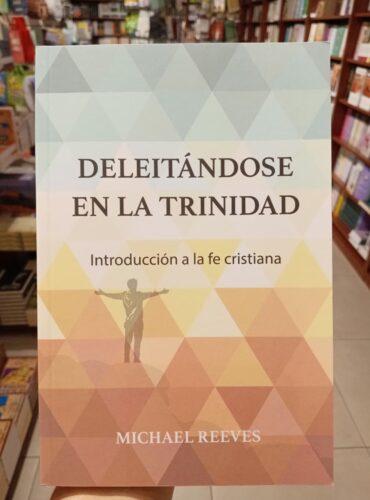 DELEITÁNDOSE
EN LA TRINIDAD
Introducción a la fe cristiana
MICHAEL REEVES